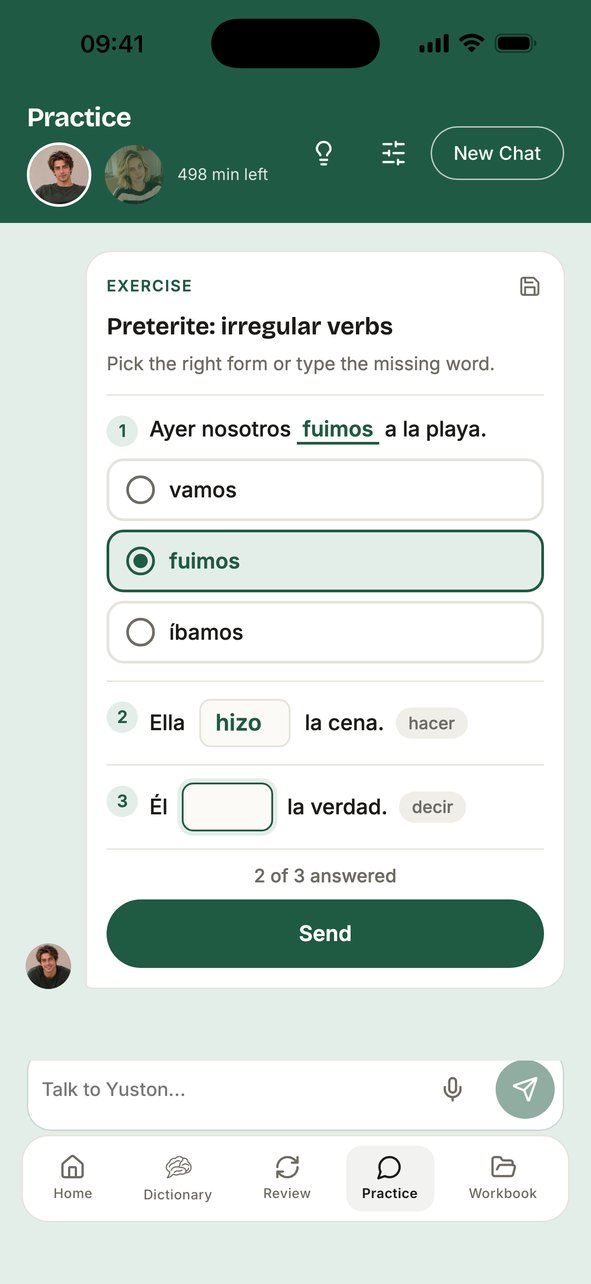 09:41
Practice
498 min left
New Chat
EXERCISE
Preterite: irregular verbs
Pick the right form or type the missing word.
1 Ayer nosotros fuimos a la playa.
vamos
fuimos
íbamos
2 Ella hizo la cena. hacer
3 Él la verdad. decir
2 of 3 answered
Send
Talk to Yuston...
Home Dictionary Review Practice Workbook